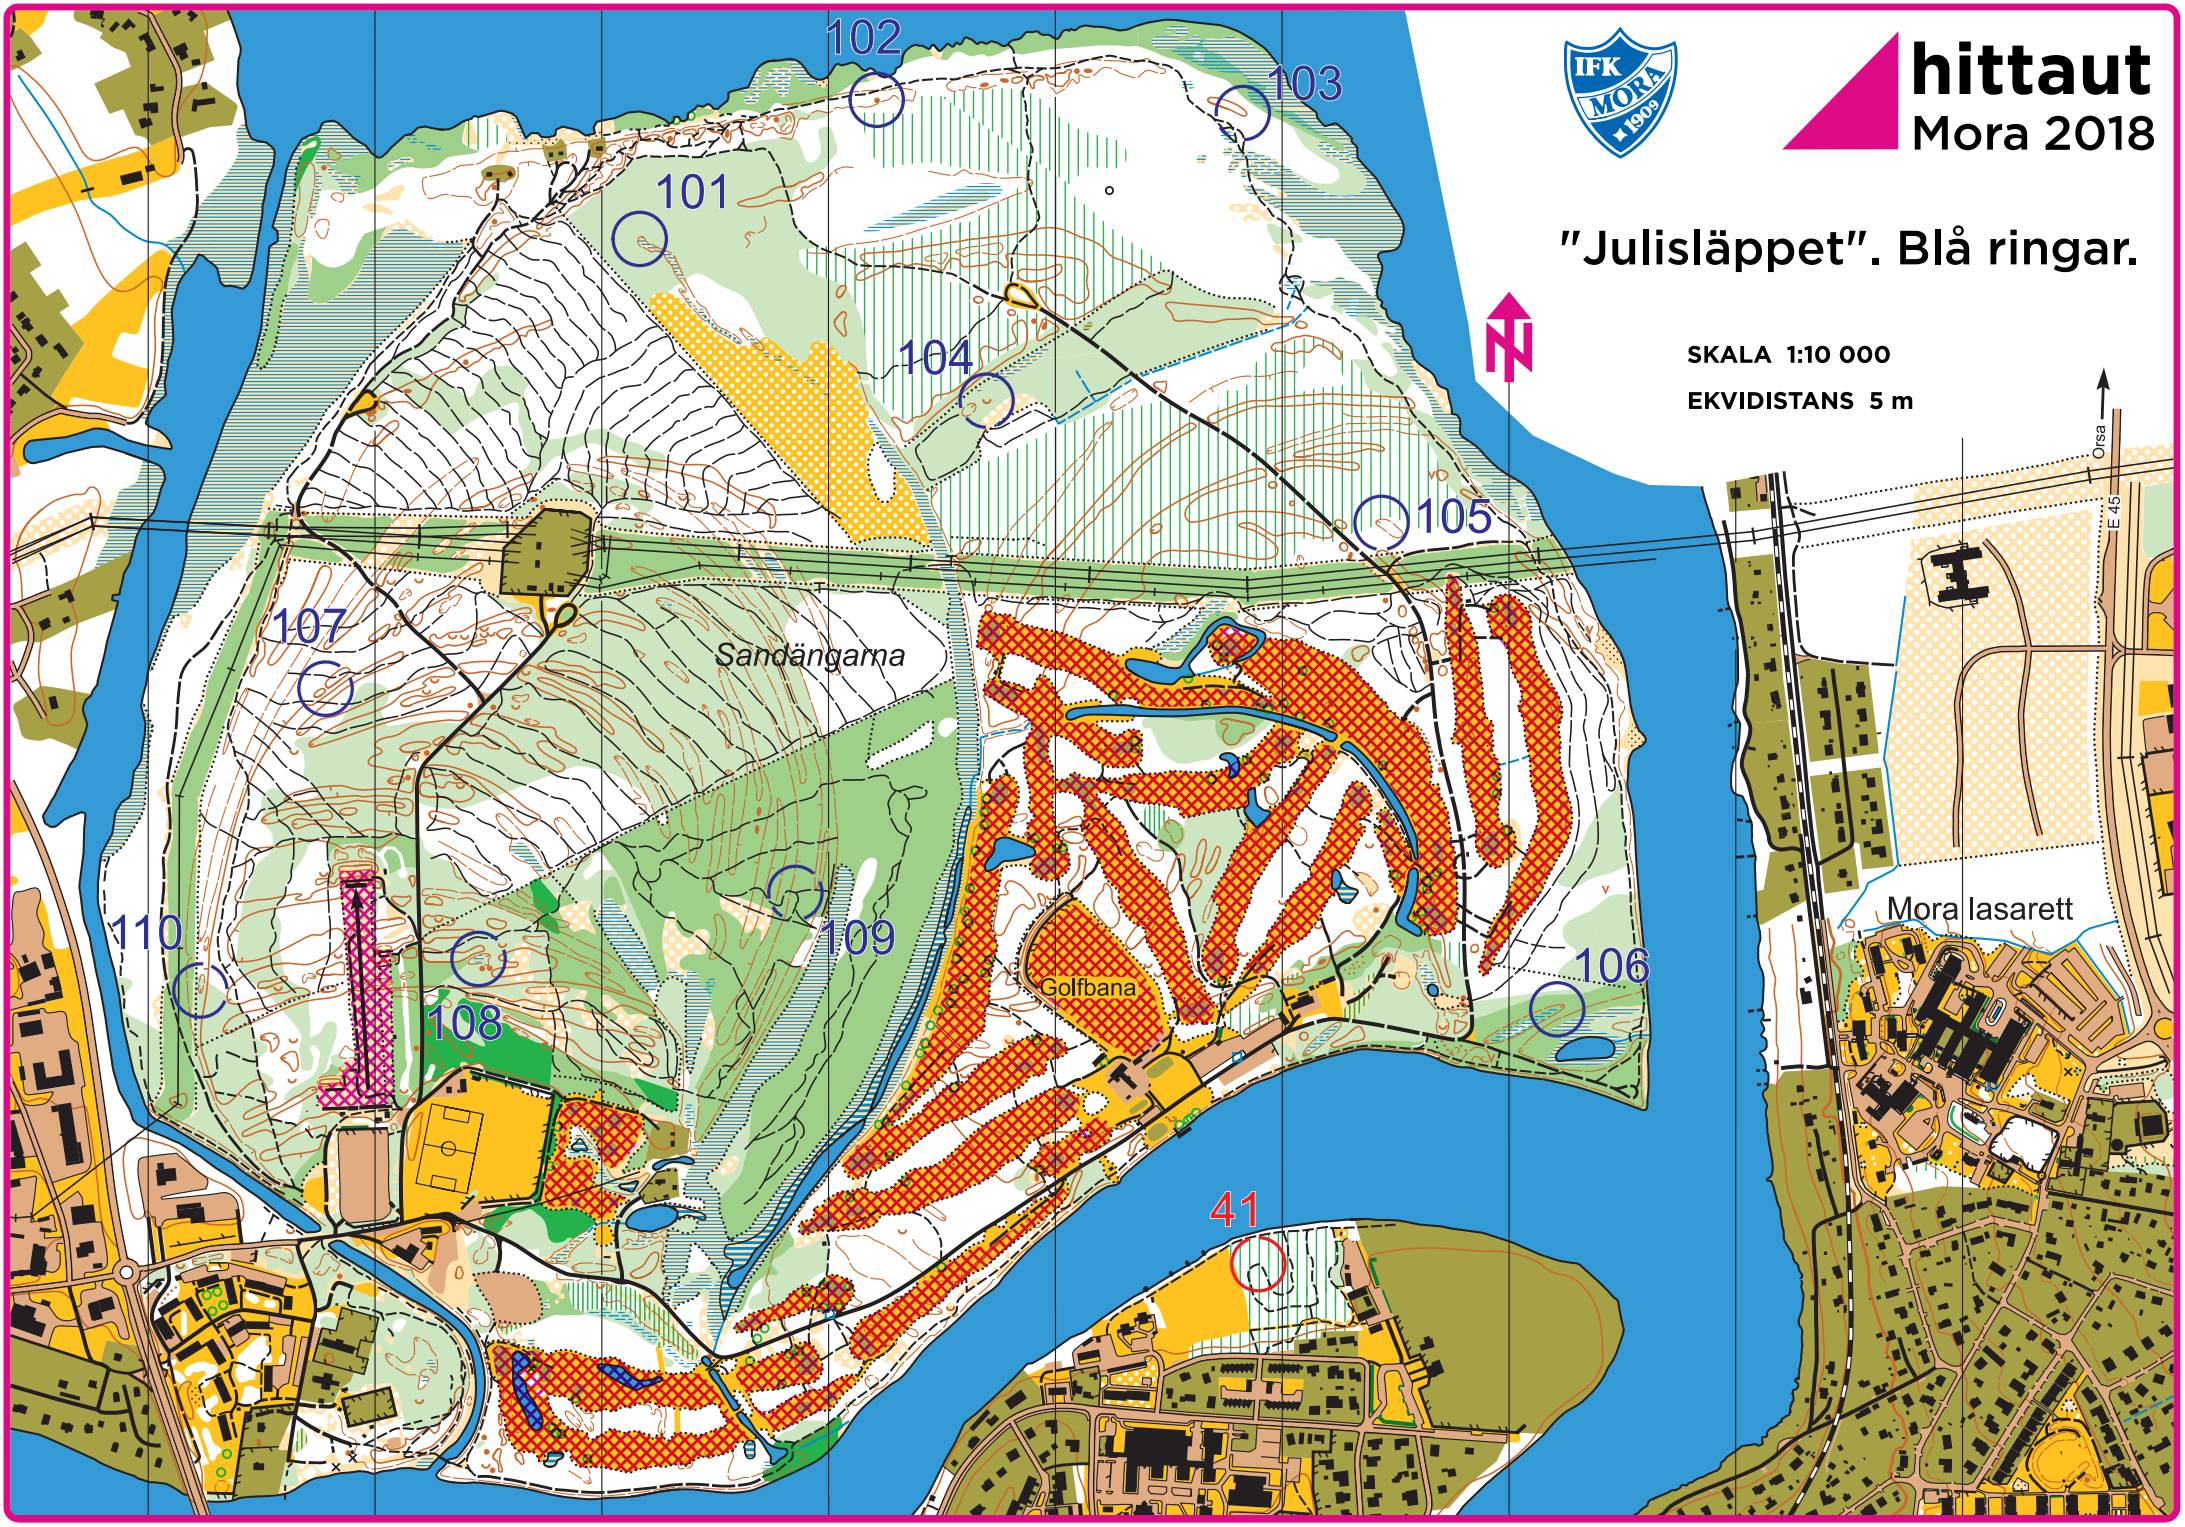 IFK
MORA
1909
hittaut
Mora 2018
"Julisläppet". Blå ringar.
SKALA 1:10 000
EKVIDISTANS 5 m
N
102
103
101
104
105
Orsa
E 45
107
Sandängarna
Mora lasarett
110
109
106
108
Golfbana
41